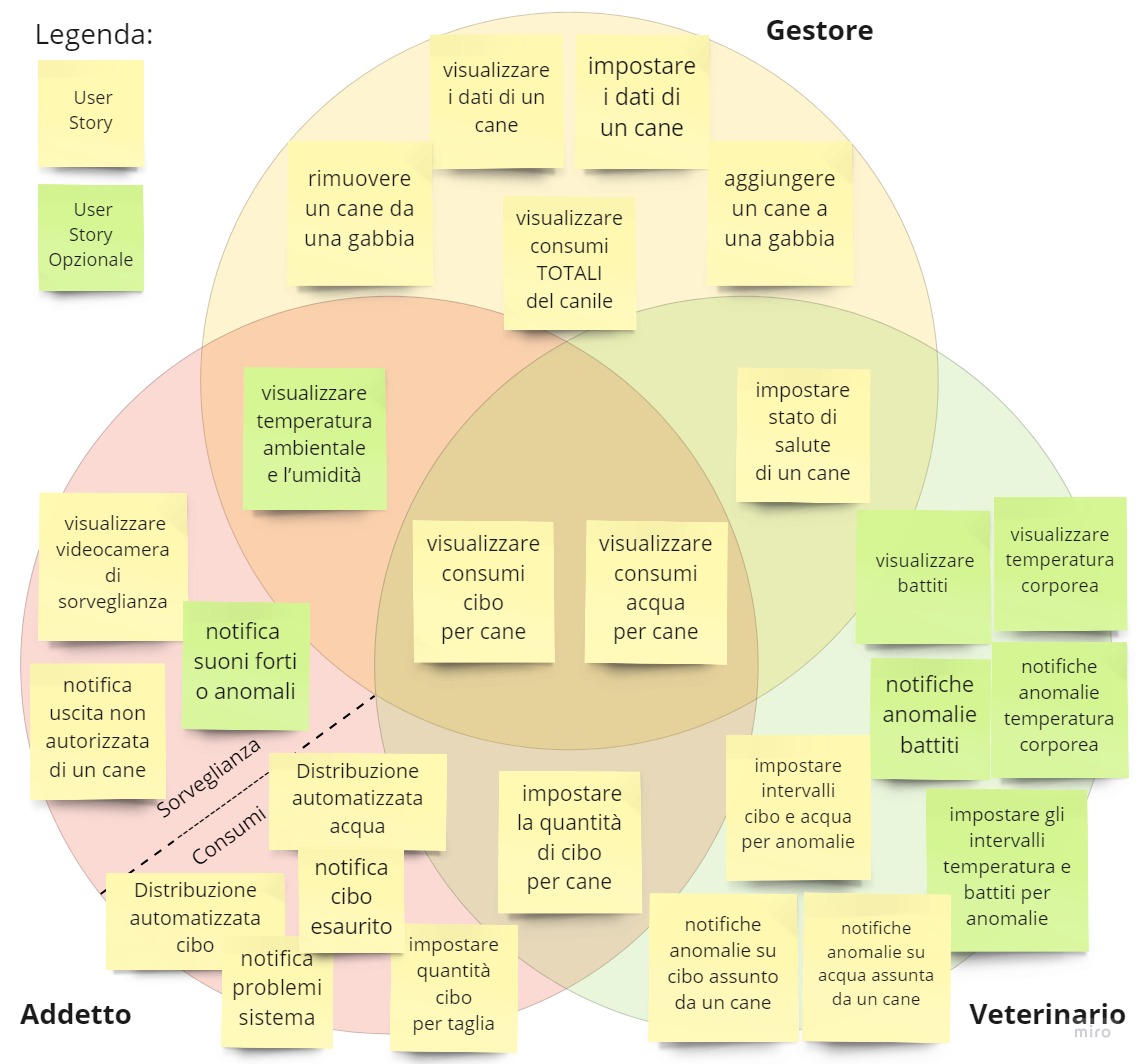 Legenda:
User
Story
User
Story
Opzionale
Gestore
visualizzare
i dati di un
cane
impostare
i dati di
un cane
rimuovere
un cane da
una gabbia
visualizzare
consumi
TOTALI
del canile
aggiungere
un cane a
una gabbia
visualizzare
temperatura
ambientale
e l’umidità
impostare
stato di
salute
di un cane
visualizzare
videocamera
di
sorveglianza
notifica
suoni forti
o anomali
notifica
uscita non
autorizzata
di un cane
visualizzare
consumi
cibo
per cane
visualizzare
consumi
acqua
per cane
visualizzare
battiti
visualizzare
temperatura
corporea
notifiche
anomalie
battiti
notifiche
anomalie
temperatura
corporea
Sorveglianza
Consumi
Distribuzione
automatizzata
acqua
notifica
cibo
esaurito
Distribuzione
automatizzata
cibo
notifica
problemi
sistema
impostare
quantità
cibo
per taglia
impostare
la quantità
di cibo
per cane
impostare
intervalli
cibo e acqua
per anomalie
impostare gli
intervalli
temperatura e
battiti per
anomalie
notifiche
anomalie su
cibo assunto
da un cane
notifiche
anomalie su
acqua assunta
da un cane
Addetto
Veterinario
miro